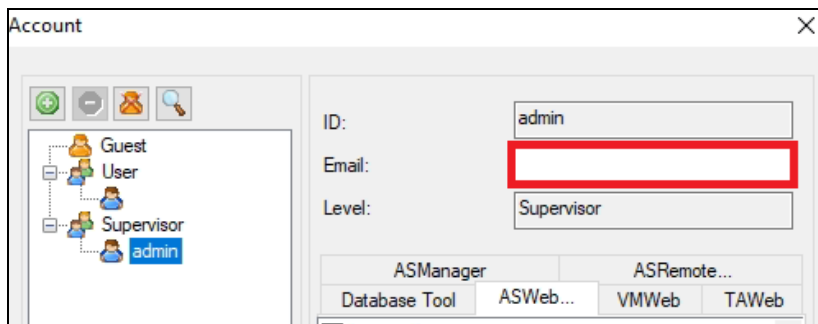 Account
Guest
User
Supervisor
admin
ID:
admin
Email:
Level:
Supervisor
ASManager
ASRemote...
Database Tool
ASWeb...
VMWeb
TAWeb